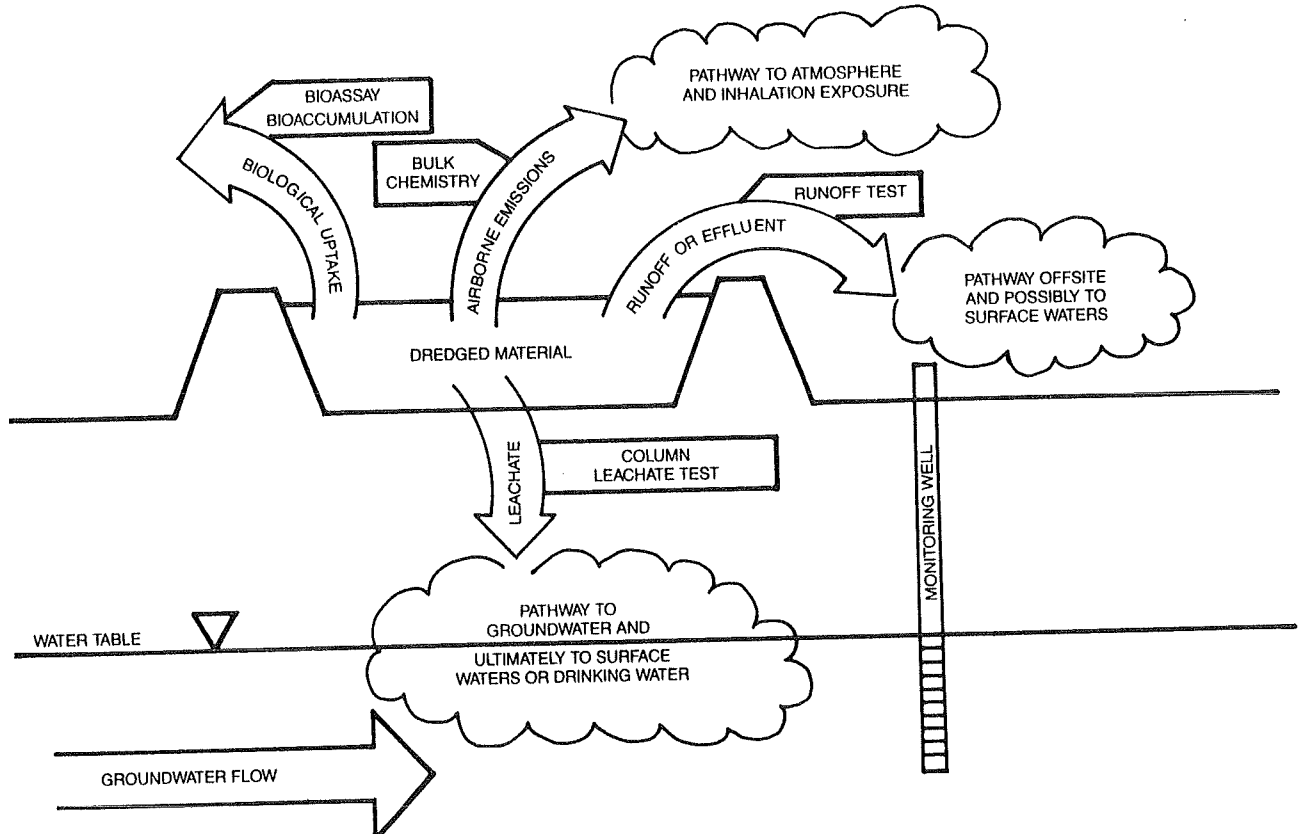 PATHWAY TO ATMOSPHERE
AND INHALATION EXPOSURE
BIOASSAY
BIOACCUMULATION
BULK
CHEMISTRY
BIOLOGICAL UPTAKE
AIRBORNE EMISSIONS
RUNOFF TEST
RUNOFF OR EFFLUENT
PATHWAY OFFSITE
AND POSSIBLY TO
SURFACE WATERS
DREDGED MATERIAL
LEACHATE
COLUMN
LEACHATE TEST
MONITORING WELL
WATER TABLE
PATHWAY TO
GROUNDWATER AND
ULTIMATELY TO SURFACE
WATERS OR DRINKING WATER
GROUNDWATER FLOW